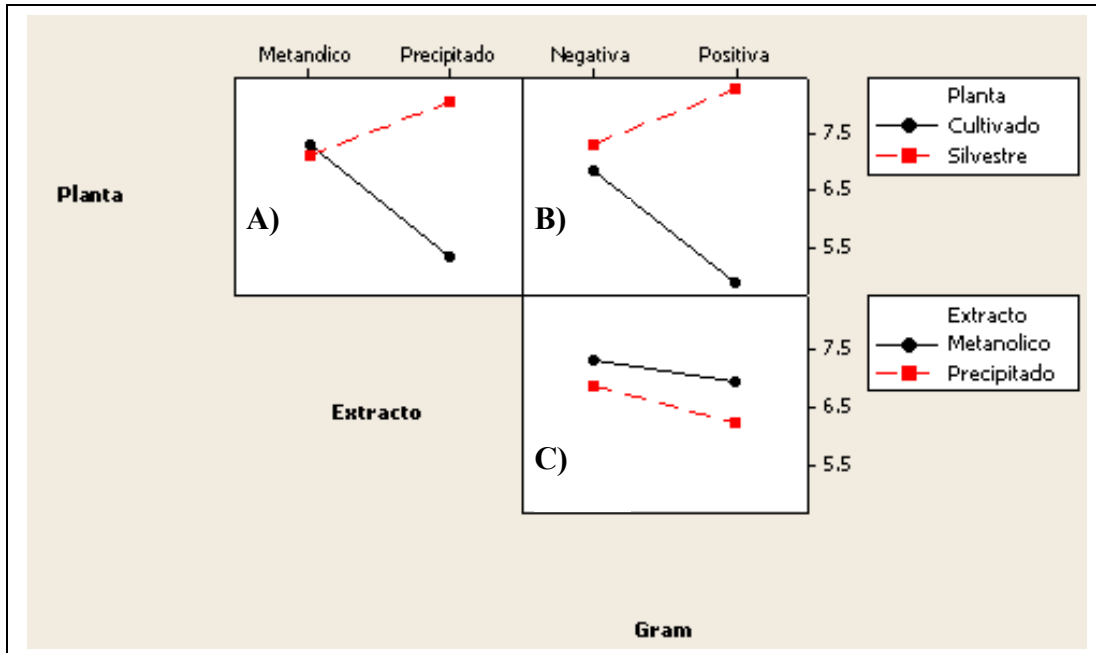 Metanolico Precipitado Negativa Positiva
Planta
Cultivado
Silvestre
7.5
6.5
5.5
Planta
A)
B)
Extracto
Metanolico
Precipitado
7.5
6.5
5.5
Extracto
C)
Gram